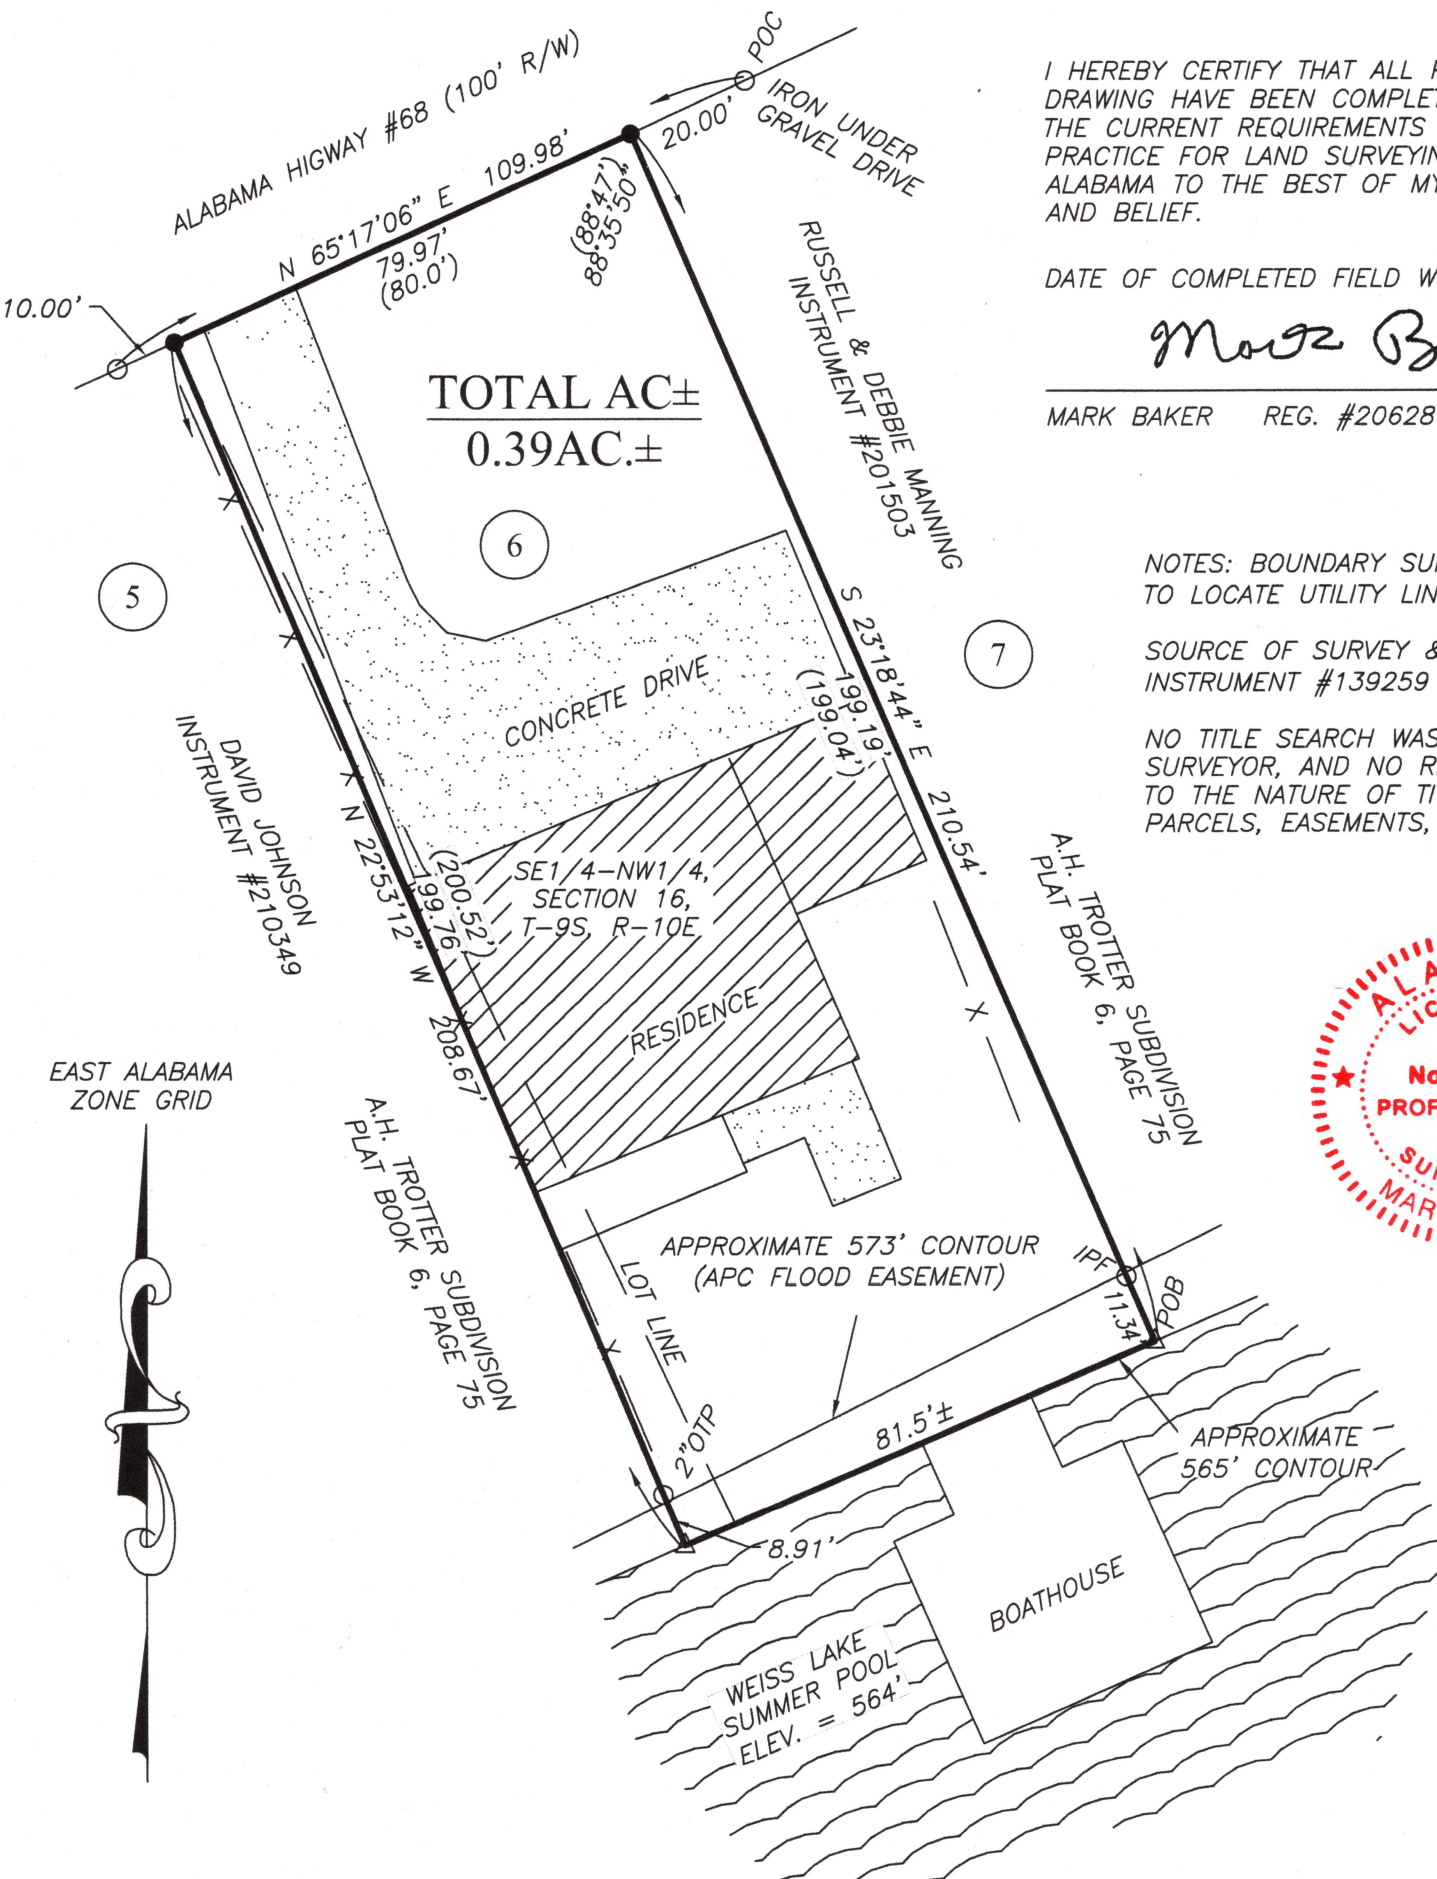 POC
ALABAMA HIGWAY #68 (100' R/W)
IRON UNDER
GRAVEL DRIVE
20.00'
N 65°17'06" E 109.98'
79.97'
(80.0')
(88°47')
88°35'50"
10.00'
TOTAL AC±
0.39AC.±
RUSSELL & DEBBIE MANNING
INSTRUMENT #201503
5
6
7
S 23°18'44" E 210.54'
199.19'
(199.04')
CONCRETE DRIVE
DAVID JOHNSON
INSTRUMENT #210349
N 22°53'12" W 208.67'
(200.52')
199.76'
SE1/4-NW1/4,
SECTION 16,
T-9S, R-10E
RESIDENCE
A.H. TROTTER SUBDIVISION
PLAT BOOK 6, PAGE 75
EAST ALABAMA
ZONE GRID
A.H. TROTTER SUBDIVISION
PLAT BOOK 6, PAGE 75
APPROXIMATE 573' CONTOUR
(APC FLOOD EASEMENT)
LOT LINE
IPF
11.34'
POB
2"OTP
81.5'±
8.91'
APPROXIMATE
565' CONTOUR
BOATHOUSE
WEISS LAKE
SUMMER POOL
ELEV. = 564'
I HEREBY CERTIFY THAT ALL
DRAWING HAVE BEEN COMPLET
THE CURRENT REQUIREMENTS
PRACTICE FOR LAND SURVEYIN
ALABAMA TO THE BEST OF MY
AND BELIEF.
DATE OF COMPLETED FIELD W
Mark B
MARK BAKER REG. #20628
NOTES: BOUNDARY SU
TO LOCATE UTILITY LIN
SOURCE OF SURVEY &
INSTRUMENT #139259
NO TITLE SEARCH WAS
SURVEYOR, AND NO R
TO THE NATURE OF TI
PARCELS, EASEMENTS,
ALA
LIC
No
PROF
SU
MAR